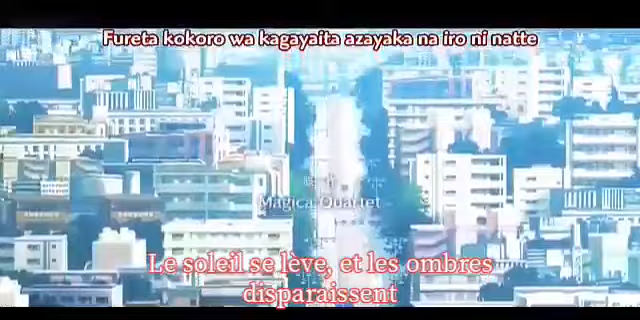 Fureta kokoro wa kagayaita azayaka na iro ni natte
Magica Quartet
Le soleil se lève, et les ombres
disparaissent